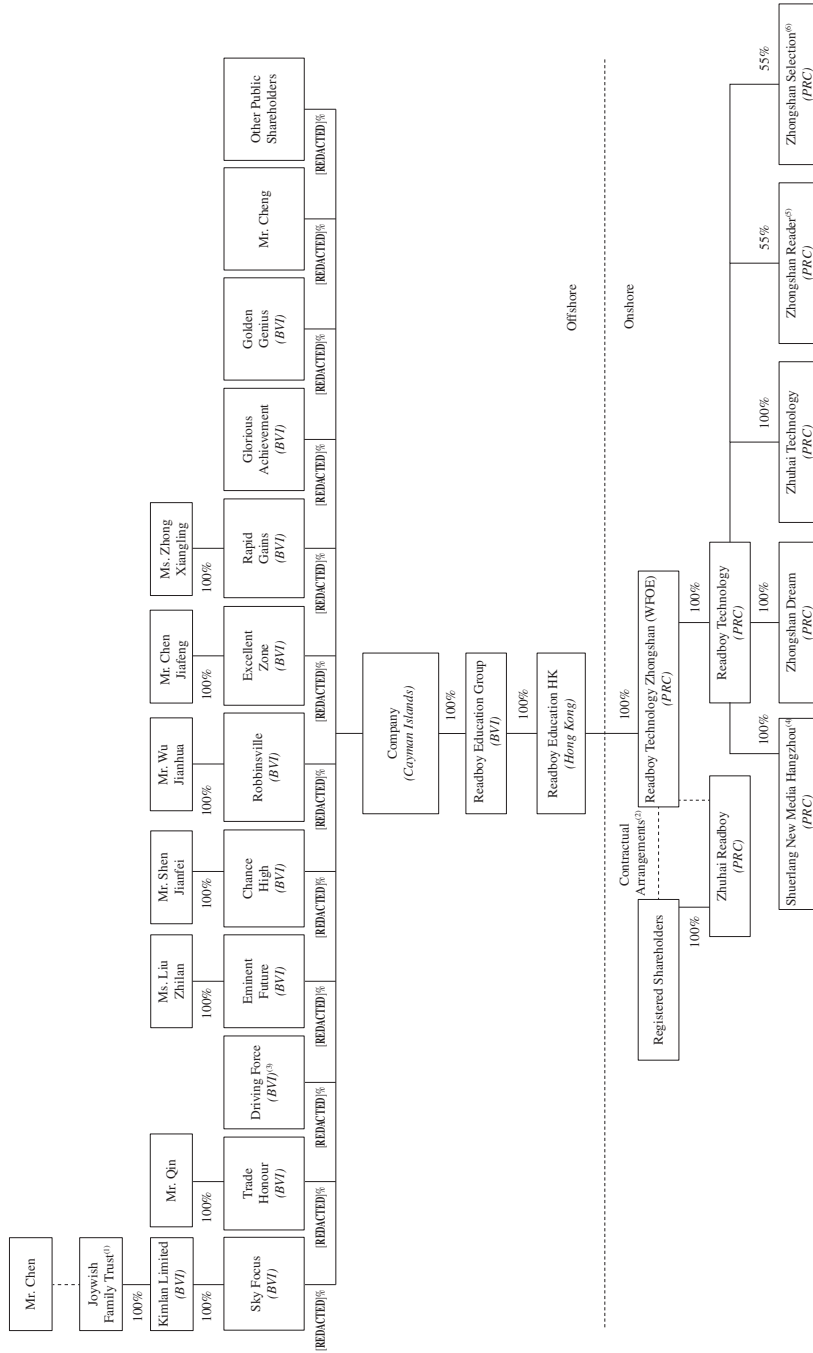 Mr. Chen
Joywish
Family Trust(1)
100%
Kimlan Limited
(BVI)
Mr. Qin
Ms. Liu
Zhilan
Mr. Shen
Jianfei
Mr. Wu
Jianhua
Mr. Chen
Jiafeng
Ms. Zhong
Xiangling
100%
100%
100%
100%
100%
100%
100%
Sky Focus
(BVI)
Trade
Honour
(BVI)
Driving Force
(BVI)(3)
Eminent
Future
(BVI)
Chance
High
(BVI)
Robbinsville
(BVI)
Excellent
Zone
(BVI)
Rapid
Gains
(BVI)
Glorious
Achievement
(BVI)
Golden
Genius
(BVI)
Mr. Cheng
Other Public
Shareholders
[REDACTED]%
[REDACTED]%
[REDACTED]%
[REDACTED]%
[REDACTED]%
[REDACTED]%
[REDACTED]%
[REDACTED]%
[REDACTED]%
[REDACTED]%
[REDACTED]%
[REDACTED]%
Company
(Cayman Islands)
100%
Readboy Education Group
(BVI)
100%
Readboy Education HK
(Hong Kong)
Offshore
Onshore
100%
Contractual
Arrangements(2)
Registered Shareholders
Readboy Technology Zhongshan (WFOE)
(PRC)
100%
100%
Zhuhai Readboy
(PRC)
Readboy Technology
(PRC)
100%
100%
100%
55%
55%
Shuerlang New Media Hangzhou(4)
(PRC)
Zhongshan Dream
(PRC)
Zhuhai Technology
(PRC)
Zhongshan Reader(5)
(PRC)
Zhongshan Selection(6)
(PRC)